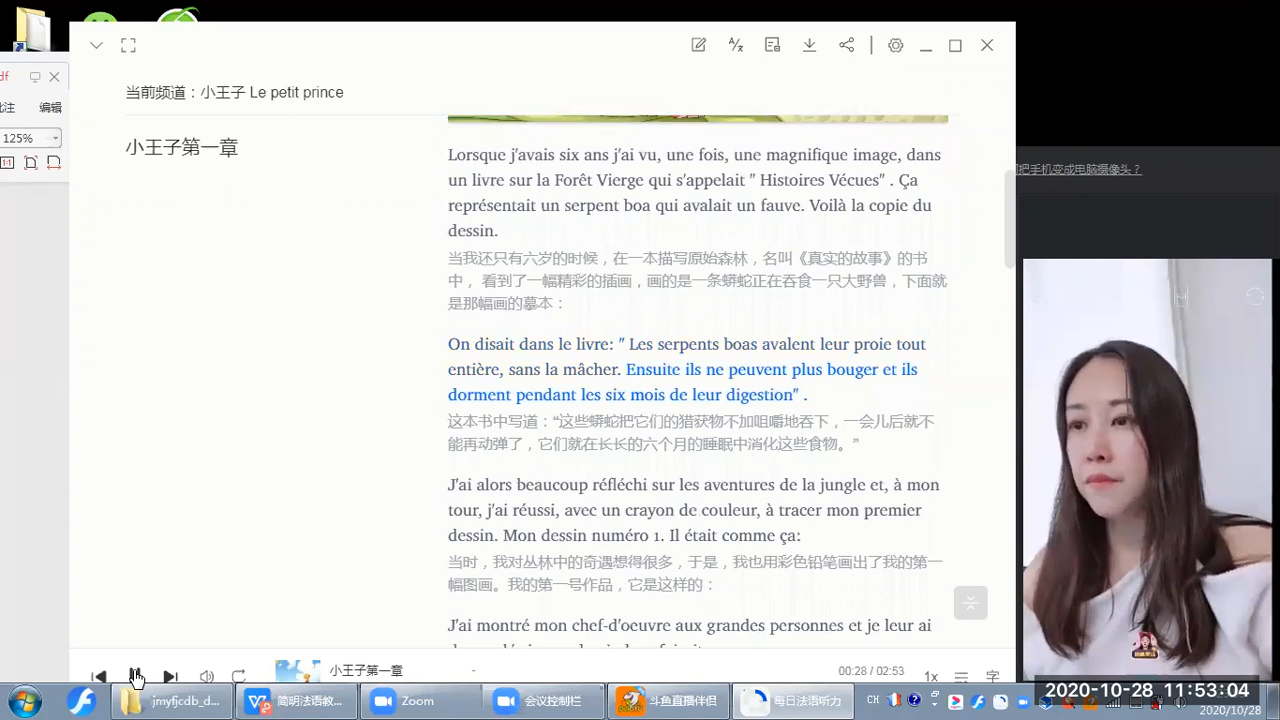 df
批注
编辑
125%
1:1
当前频道：小王子 Le petit prince
小王子第一章
Lorsque j'avais six ans j'ai vu, une fois, une magnifique image, dans
un livre sur la Forêt Vierge qui s'appelait " Histoires Vécues" . Ça
représentait un serpent boa qui avalait un fauve. Voilà la copie du
dessin.
当我还只有六岁的时候，在一本描写原始森林，名叫《真实的故事》的书
中， 看到了一幅精彩的插画，画的是一条蟒蛇正在吞食一只大野兽，下面就
是那幅画的摹本：
On disait dans le livre: " Les serpents boas avalent leur proie tout
entière, sans la mâcher. Ensuite ils ne peuvent plus bouger et ils
dorment pendant les six mois de leur digestion" .
这本书中写道：“这些蟒蛇把它们的猎获物不加咀嚼地吞下，一会儿后就不
能再动弹了，它们就在长长的六个月的睡眠中消化这些食物。”
J'ai alors beaucoup réfléchi sur les aventures de la jungle et, à mon
tour, j'ai réussi, avec un crayon de couleur, à tracer mon premier
dessin. Mon dessin numéro 1. Il était comme ça:
当时，我对丛林中的奇遇想得很多，于是，我也用彩色铅笔画出了我的第一
幅图画。我的第一号作品，它是这样的：
J'ai montré mon chef-d'oeuvre aux grandes personnes et je leur ai
小王子第一章
-
00:28 / 02:53
1x
字
把手机变成电脑摄像头？
jmyfjcdb_d...
简明法语教...
Zoom
会议控制栏
斗鱼直播伴侣
每日法语听力
CH
2020-10-28 11:53:04
2020/10/28